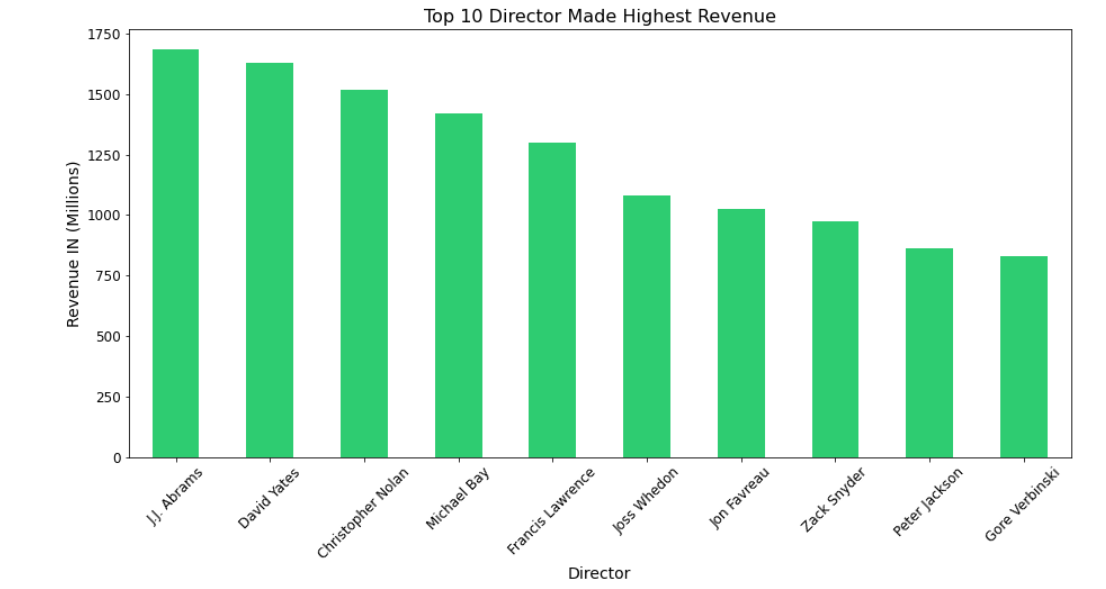 Top 10 Director Made Highest Revenue
Revenue IN (Millions)
1750
1500
1250
1000
750
500
250
0
J.J. Abrams
David Yates
Christopher Nolan
Michael Bay
Francis Lawrence
Joss Whedon
Jon Favreau
Zack Snyder
Peter Jackson
Gore Verbinski
Director